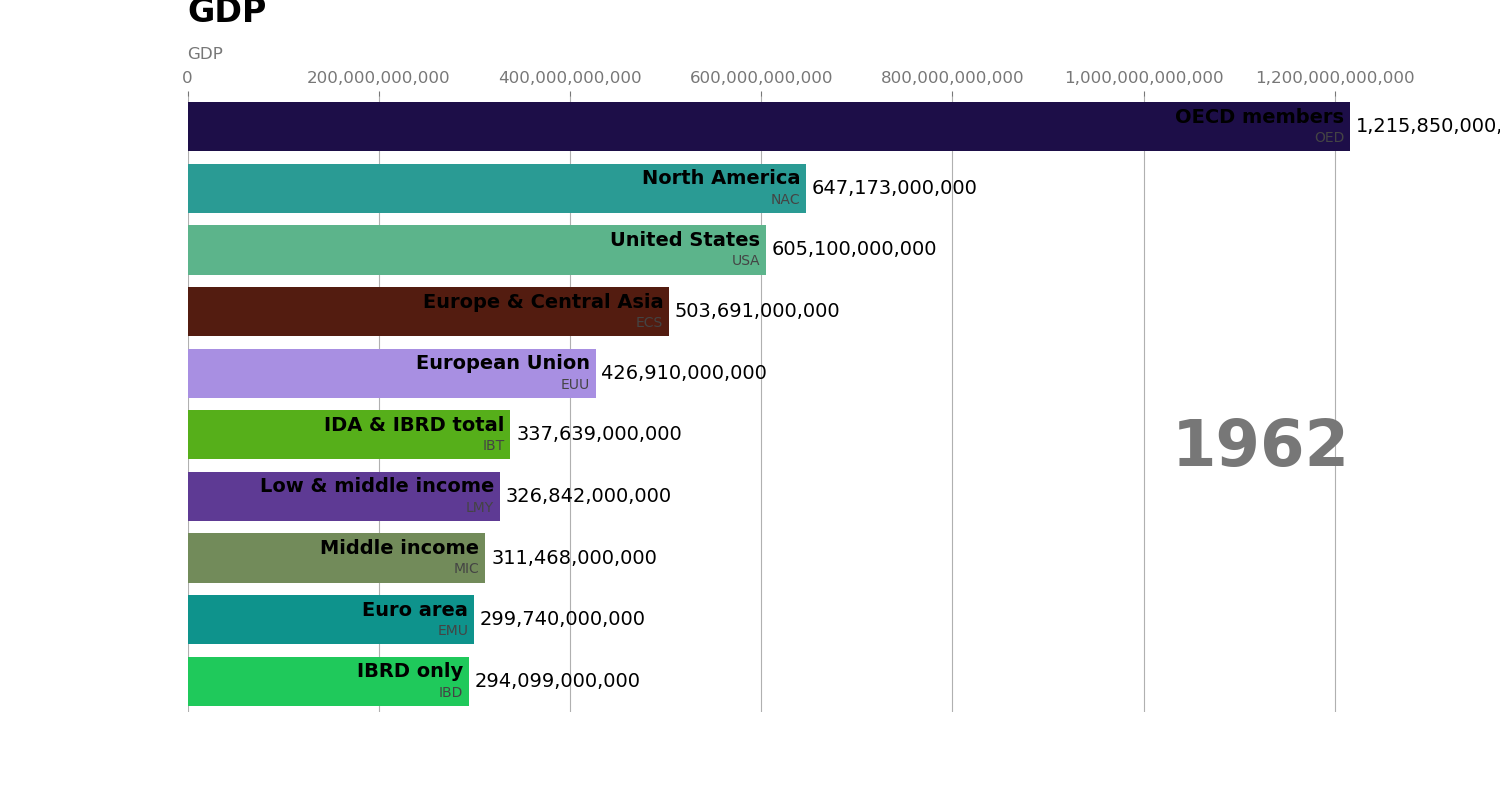 GDP
GDP
0 200,000,000,000 400,000,000,000 600,000,000,000 800,000,000,000 1,000,000,000,000 1,200,000,000,000
OECD members
OED
1,215,850,000,
North America
NAC
647,173,000,000
United States
USA
605,100,000,000
Europe & Central Asia
ECS
503,691,000,000
European Union
EUU
426,910,000,000
IDA & IBRD total
IBT
337,639,000,000
1962
Low & middle income
LMY
326,842,000,000
Middle income
MIC
311,468,000,000
Euro area
EMU
299,740,000,000
IBRD only
IBD
294,099,000,000